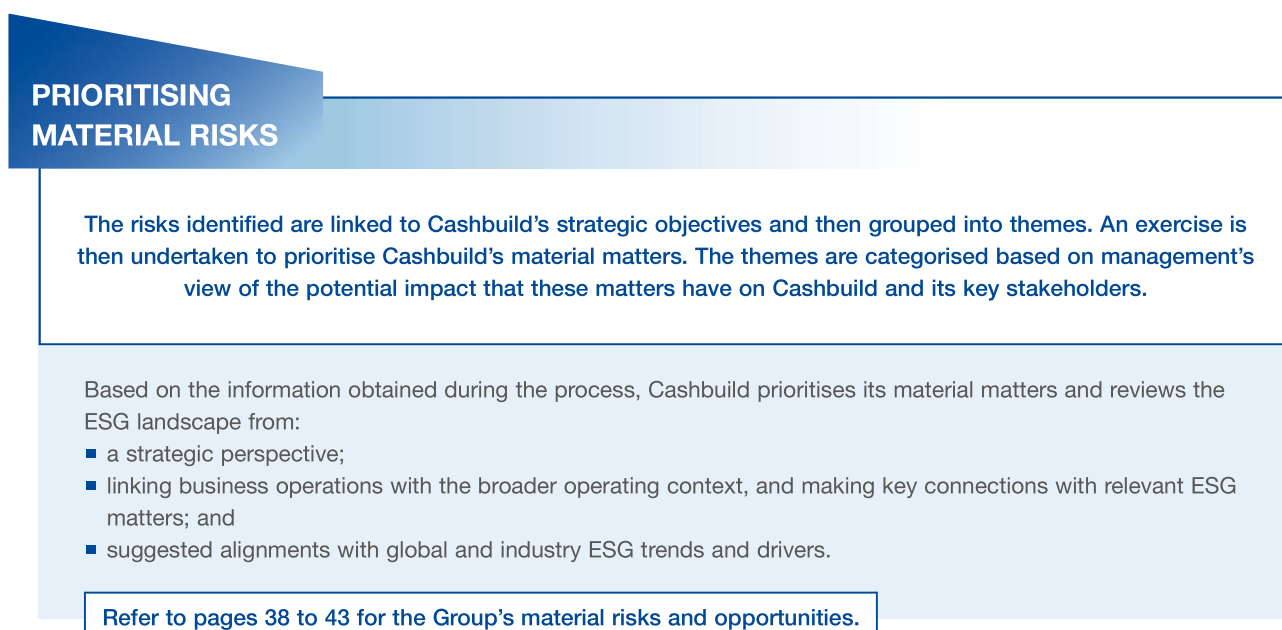 PRIORITISING
MATERIAL RISKS
The risks identified are linked to Cashbuild’s strategic objectives and then grouped into themes. An exercise is
then undertaken to prioritise Cashbuild’s material matters. The themes are categorised based on management’s
view of the potential impact that these matters have on Cashbuild and its key stakeholders.
Based on the information obtained during the process, Cashbuild prioritises its material matters and reviews the
ESG landscape from:
■ a strategic perspective;
■ linking business operations with the broader operating context, and making key connections with relevant ESG
matters; and
■ suggested alignments with global and industry ESG trends and drivers.
Refer to pages 38 to 43 for the Group’s material risks and opportunities.